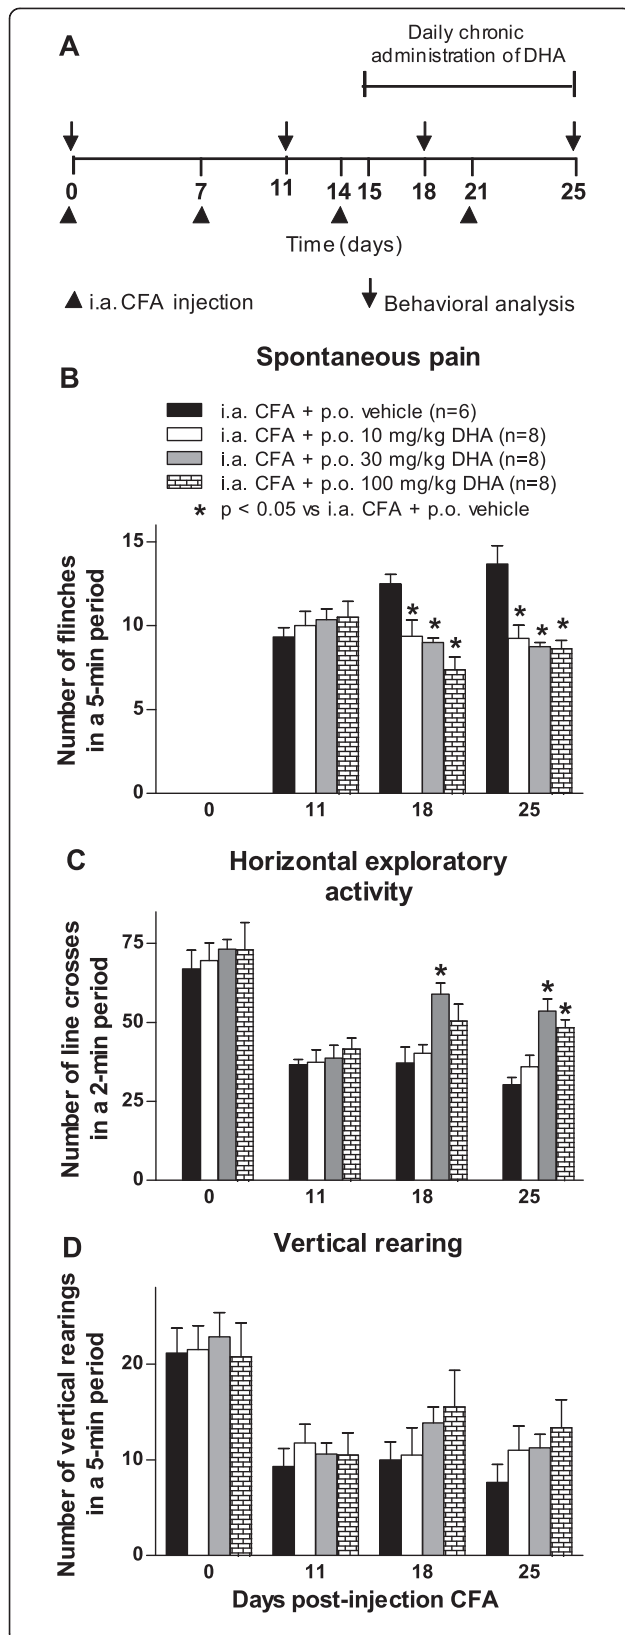 A
Daily chronic
administration of DHA
0 7 11 14 15 18 21 25
Time (days)
▲ i.a. CFA injection
Behavioral analysis
Spontaneous pain
B
i.a. CFA + p.o. vehicle (n=6)
i.a. CFA + p.o. 10 mg/kg DHA (n=8)
i.a. CFA + p.o. 30 mg/kg DHA (n=8)
i.a. CFA + p.o. 100 mg/kg DHA (n=8)
* p < 0.05 vs i.a. CFA + p.o. vehicle
Number of flinches
in a 5-min period
15
10
5
0
* * * * * *
0 11 18 25
C
Horizontal exploratory
activity
Number of line crosses
in a 2-min period
75
50
25
0
* * *
0 11 18 25
D
Vertical rearing
Number of vertical rearings
in a 5-min period
20
10
0
0 11 18 25
Days post-injection CFA